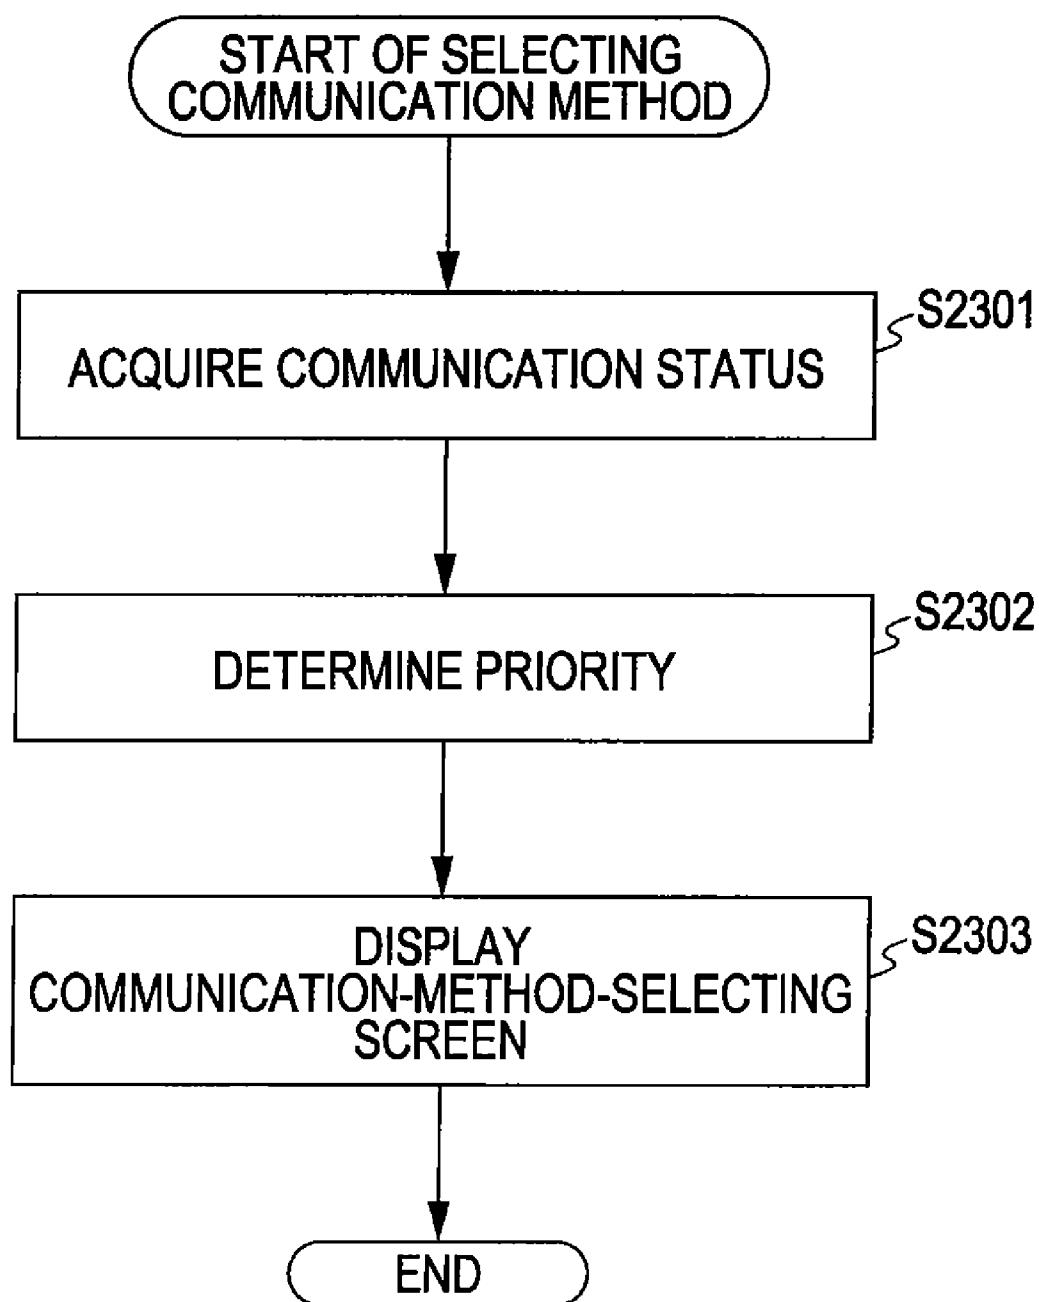 START OF SELECTING
COMMUNICATION METHOD
S2301
ACQUIRE COMMUNICATION STATUS
S2302
DETERMINE PRIORITY
S2303
DISPLAY
COMMUNICATION-METHOD-SELECTING
SCREEN
END